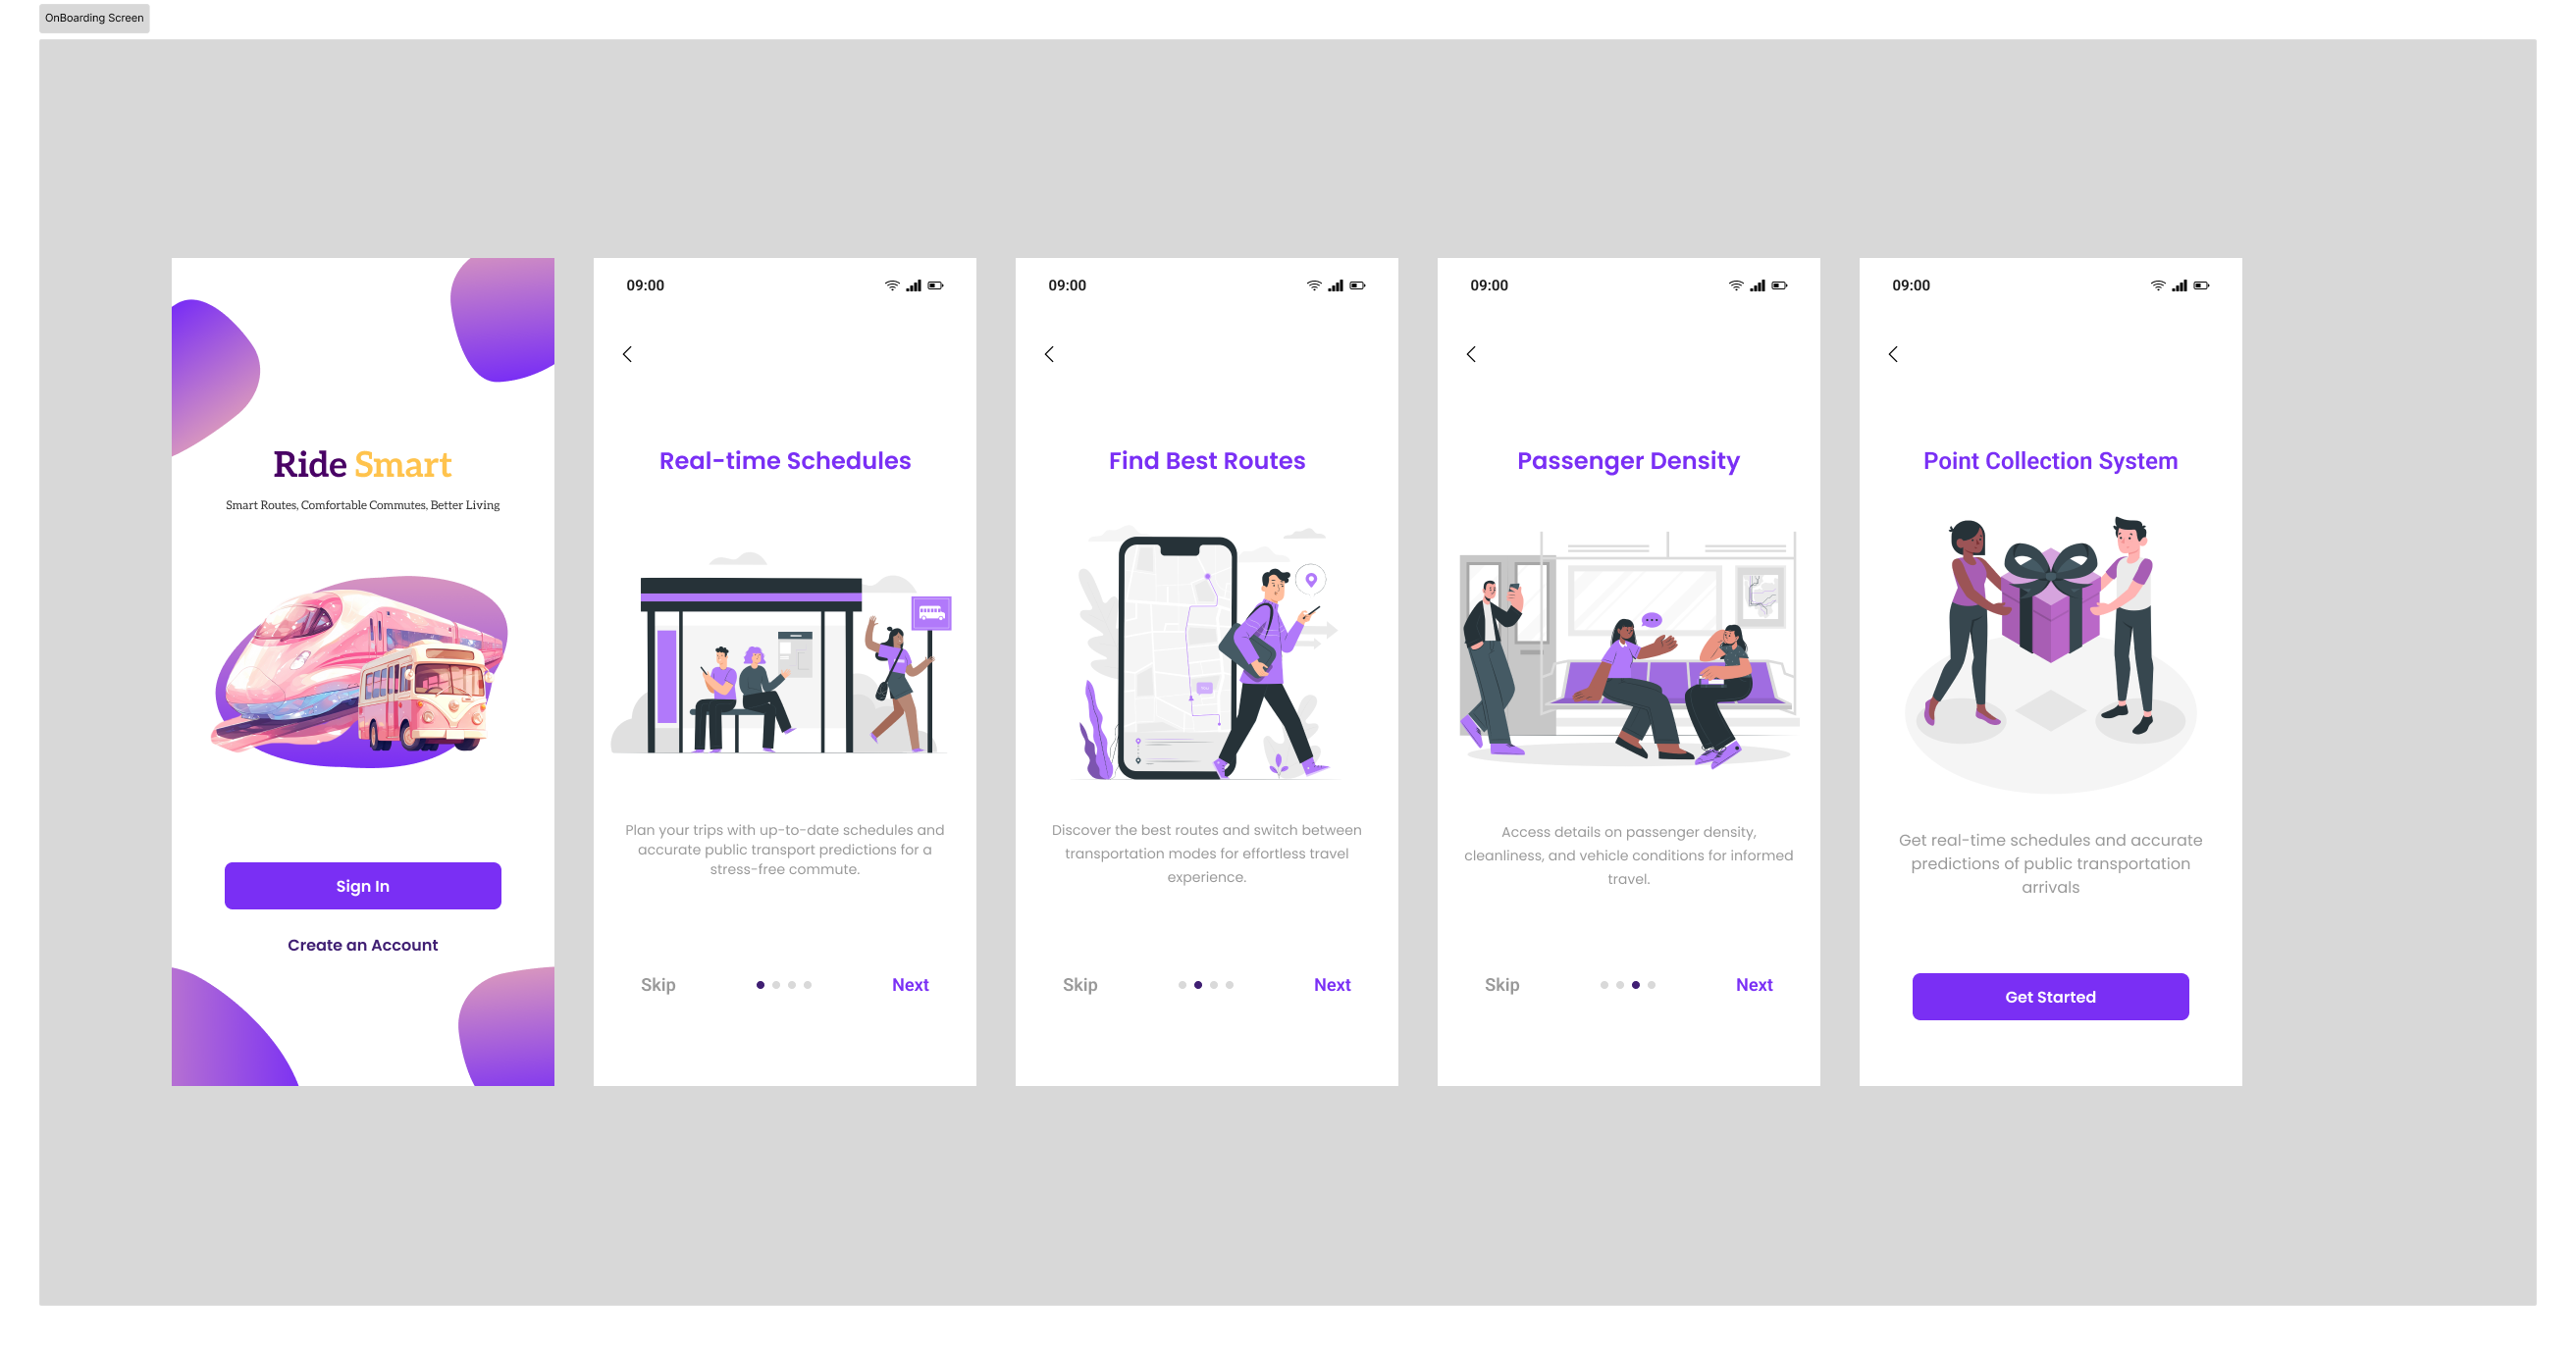 OnBoarding Screen
Ride Smart
Smart Routes, Comfortable Commutes, Better Living
Sign In
Create an Account
09:00
Real-time Schedules
Plan your trips with up-to-date schedules and
accurate public transport predictions for a
stress-free commute.
Skip
Next
09:00
Find Best Routes
Discover the best routes and switch between
transportation modes for effortless travel
experience.
Skip
Next
09:00
Passenger Density
Access details on passenger density,
cleanliness, and vehicle conditions for informed
travel.
Skip
Next
09:00
Point Collection System
Get real-time schedules and accurate
predictions of public transportation
arrivals
Get Started